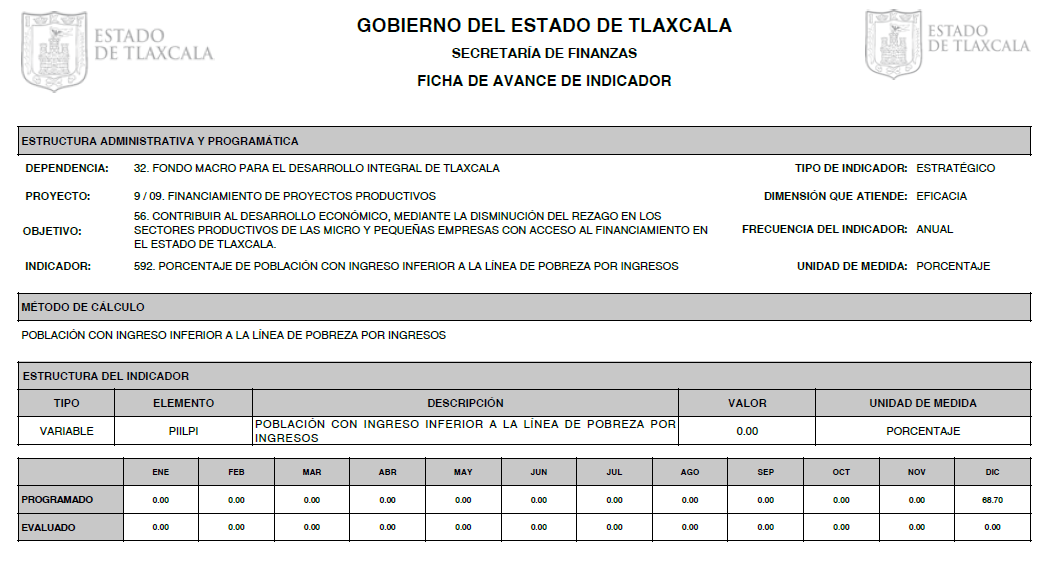 ESTADO
DE TLAXCALA
GOBIERNO DEL ESTADO DE TLAXCALA
SECRETARÍA DE FINANZAS
FICHA DE AVANCE DE INDICADOR
ESTADO
DE TLAXCALA
ESTRUCTURA ADMINISTRATIVA Y PROGRAMÁTICA
DEPENDENCIA: 32. FONDO MACRO PARA EL DESARROLLO INTEGRAL DE TLAXCALA TIPO DE INDICADOR: ESTRATÉGICO
PROYECTO: 9 / 09. FINANCIAMIENTO DE PROYECTOS PRODUCTIVOS DIMENSIÓN QUE ATIENDE: EFICACIA
OBJETIVO: 56. CONTRIBUIR AL DESARROLLO ECONÓMICO, MEDIANTE LA DISMINUCIÓN DEL REZAGO EN LOS
SECTORES PRODUCTIVOS DE LAS MICRO Y PEQUEÑAS EMPRESAS CON ACCESO AL FINANCIAMIENTO EN
EL ESTADO DE TLAXCALA.
FRECUENCIA DEL INDICADOR: ANUAL
INDICADOR: 592. PORCENTAJE DE POBLACIÓN CON INGRESO INFERIOR A LA LÍNEA DE POBREZA POR INGRESOS UNIDAD DE MEDIDA: PORCENTAJE
MÉTODO DE CÁLCULO
POBLACIÓN CON INGRESO INFERIOR A LA LÍNEA DE POBREZA POR INGRESOS
ESTRUCTURA DEL INDICADOR
TIPO ELEMENTO DESCRIPCIÓN VALOR UNIDAD DE MEDIDA
VARIABLE PIILPI POBLACIÓN CON INGRESO INFERIOR A LA LÍNEA DE POBREZA POR
INGRESOS 0.00 PORCENTAJE
ENE FEB MAR ABR MAY JUN JUL AGO SEP OCT NOV DIC
PROGRAMADO 0.00 0.00 0.00 0.00 0.00 0.00 0.00 0.00 0.00 0.00 0.00 68.70
EVALUADO 0.00 0.00 0.00 0.00 0.00 0.00 0.00 0.00 0.00 0.00 0.00 0.00